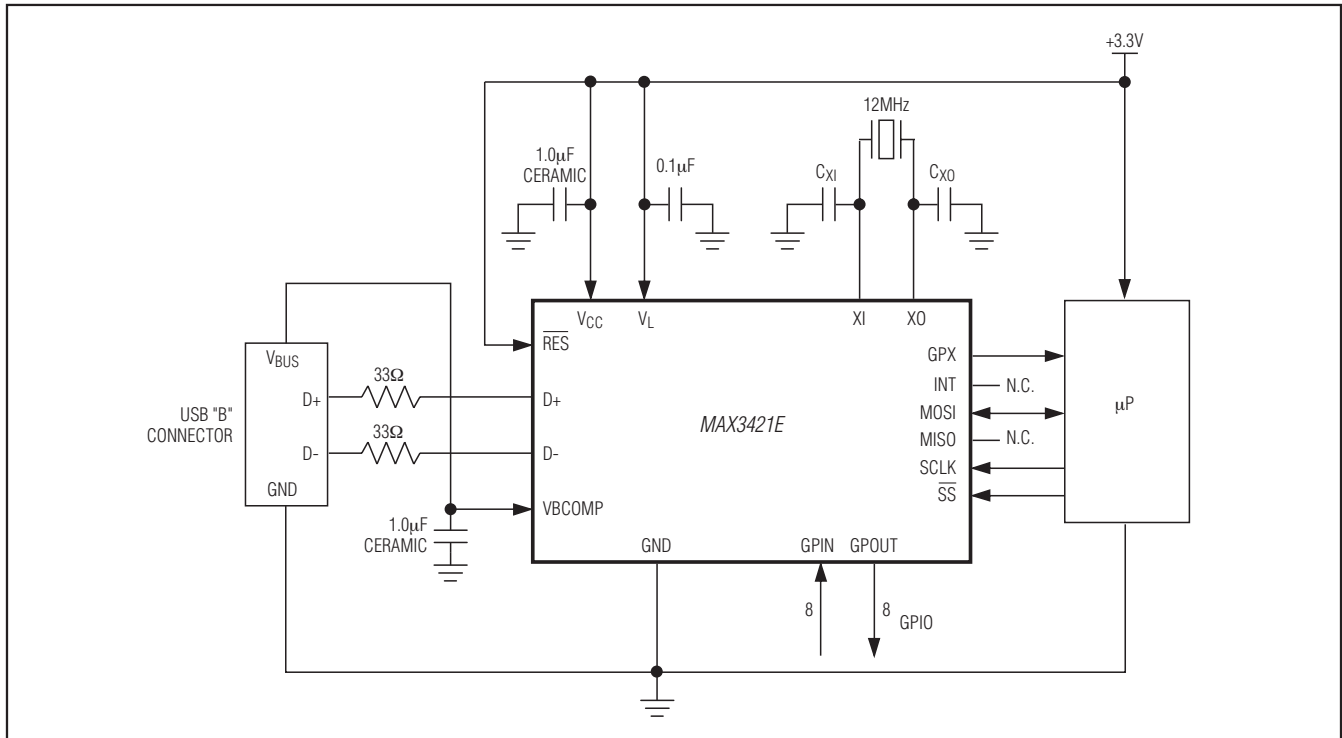 +3.3V
12MHz
1.0µF
CERAMIC
0.1µF
CXI
CXO
VCC
VL
XI
XO
RES
GPX
INT
N.C.
MOSI
MISO
N.C.
SCLK
SS
µP
VBUS
D+
33Ω
D+
USB "B"
CONNECTOR
MAX3421E
D-
33Ω
D-
GND
VBCOMP
1.0µF
CERAMIC
GND
GPIN
GPOUT
8
8
GPIO